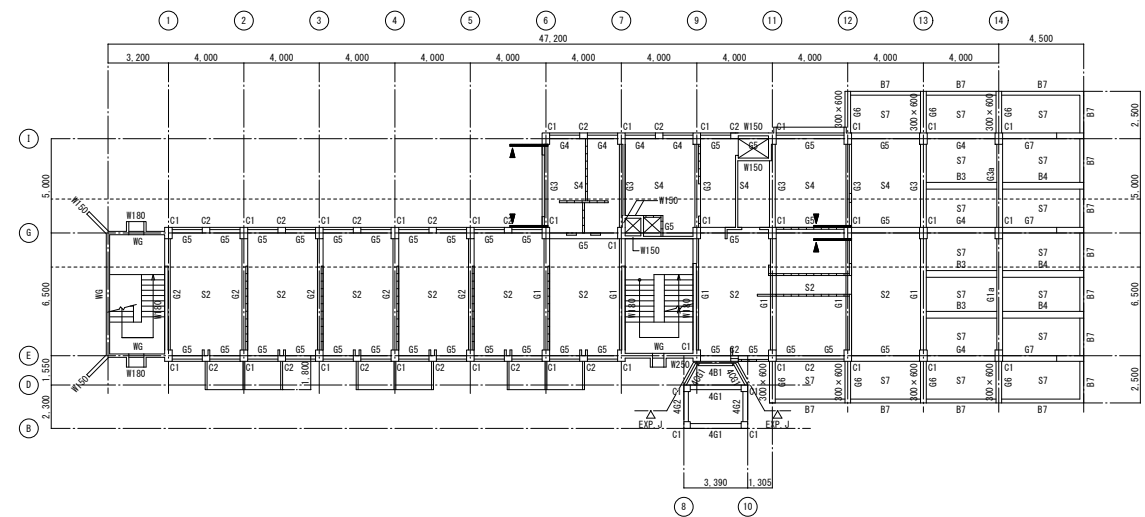 1 2 3 4 5 6 7 9 11 12 13 14
47,200 4,500
3,200 4,000 4,000 4,000 4,000 4,000 4,000 4,000 4,000 4,000 4,000 4,000
B7 B7 B7
300×600 G6 S7 300×600 G6 S7 300×600 G6 S7 B7 2,500
C1 C2 C1 C1 C2 W150 C1 C1 C1 C1
I
G4 G4 G4 G4 G5 G5 G5 G5 G5 G4 G7
W150
S7 S7
5,000 G3 S4 G3 S4 G3 S4 G3 S4 G3 S4 G3 B3 G3a B4 B7 5,000
W150
W150 W180 C1 C2 C1 C2 C1 C2 C1 C2 C1 C2 C1 G5 C1 C1 G5 C1 C1 S7 G4 C1 S7 G7 B7
G
WG G5 G5 G5 G5 G5 G5 G5 G5 G5 G5 G5 C1 W150 G5
S7 S7 B7
B3 B4
6,500 WG W180 G2 S2 G2 S2 G2 S2 G2 S2 G2 S2 G1 S2 W180 W180 G1 S2 G1 S2 G1 S2 G1 S7 G1a S7 B7 6,500
B3 B4
S7 S7
WG G5 G5 G5 G5 G5 G5 G5 G5 G5 G5 G5 G5 WG C1 G5 G5 G5 G5 G5 G4 G7 B7
E
W150 W180 C1 C2 C1 C2 C1 C2 C1 C2 C1 C2 C1 C2 C1 W250 C2 C1 C2 C1 C1 C1
1,550 1,800 4CG1 4B1 4CG1 300×600 G6 S7 G6 S7 300×600 G6 S7 300×600 G6 S7 B7 2,500
D
C1 4G1 C1
2,300 4G2 4G2 B7 B7 B7
EXP.J EXP.J
B
C1 4G1 C1
3,390 1,305
8 10